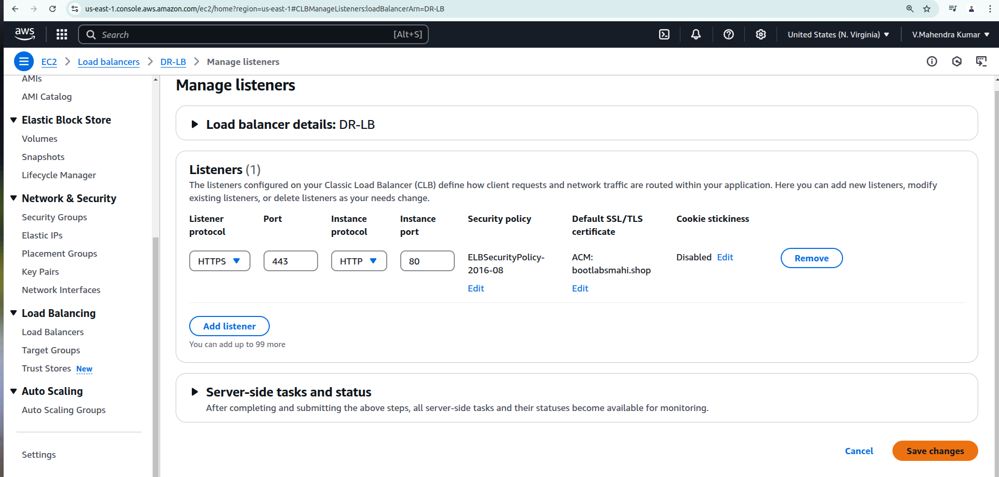 us-east-1.console.aws.amazon.com/ec2/home?region=us-east-1#CLBManageListeners:loadBalancerArn=DR-LB
aws
Search
[Alt+S]
United States (N. Virginia)
V.Mahendra Kumar
EC2
Load balancers
DR-LB
Manage listeners
AMIs
AMI Catalog
Elastic Block Store
Volumes
Snapshots
Lifecycle Manager
Network & Security
Security Groups
Elastic IPs
Placement Groups
Key Pairs
Network Interfaces
Load Balancing
Load Balancers
Target Groups
Trust Stores New
Auto Scaling
Auto Scaling Groups
Settings
Manage listeners
Load balancer details: DR-LB
Listeners (1)
The listeners configured on your Classic Load Balancer (CLB) define how client requests and network traffic are routed within your application. Here you can add new listeners, modify
existing listeners, or delete listeners as your needs change.
Listener
protocol
Port
Instance
protocol
Instance
port
Security policy
Default SSL/TLS
certificate
Cookie stickiness
HTTPS
443
HTTP
80
ELBSecurityPolicy-
2016-08
Edit
ACM:
bootlabsmahi.shop
Edit
Disabled Edit
Remove
Add listener
You can add up to 99 more
Server-side tasks and status
After completing and submitting the above steps, all server-side tasks and their statuses become available for monitoring.
Cancel
Save changes